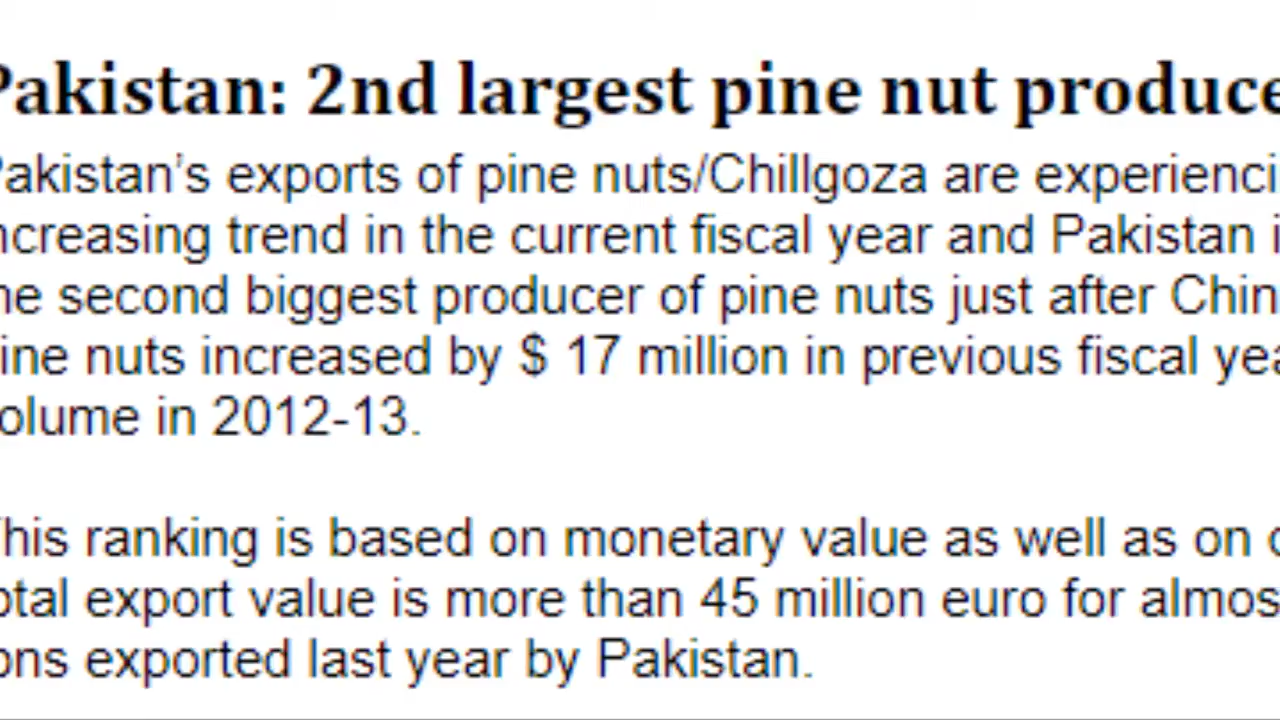 Pakistan: 2nd largest pine nut produce
Pakistan's exports of pine nuts/Chillgoza are experienci
ncreasing trend in the current fiscal year and Pakistan i
he second biggest producer of pine nuts just after Chin
ine nuts increased by $ 17 million in previous fiscal yea
olume in 2012-13.
This ranking is based on monetary value as well as on
otal export value is more than 45 million euro for almos
ons exported last year by Pakistan.